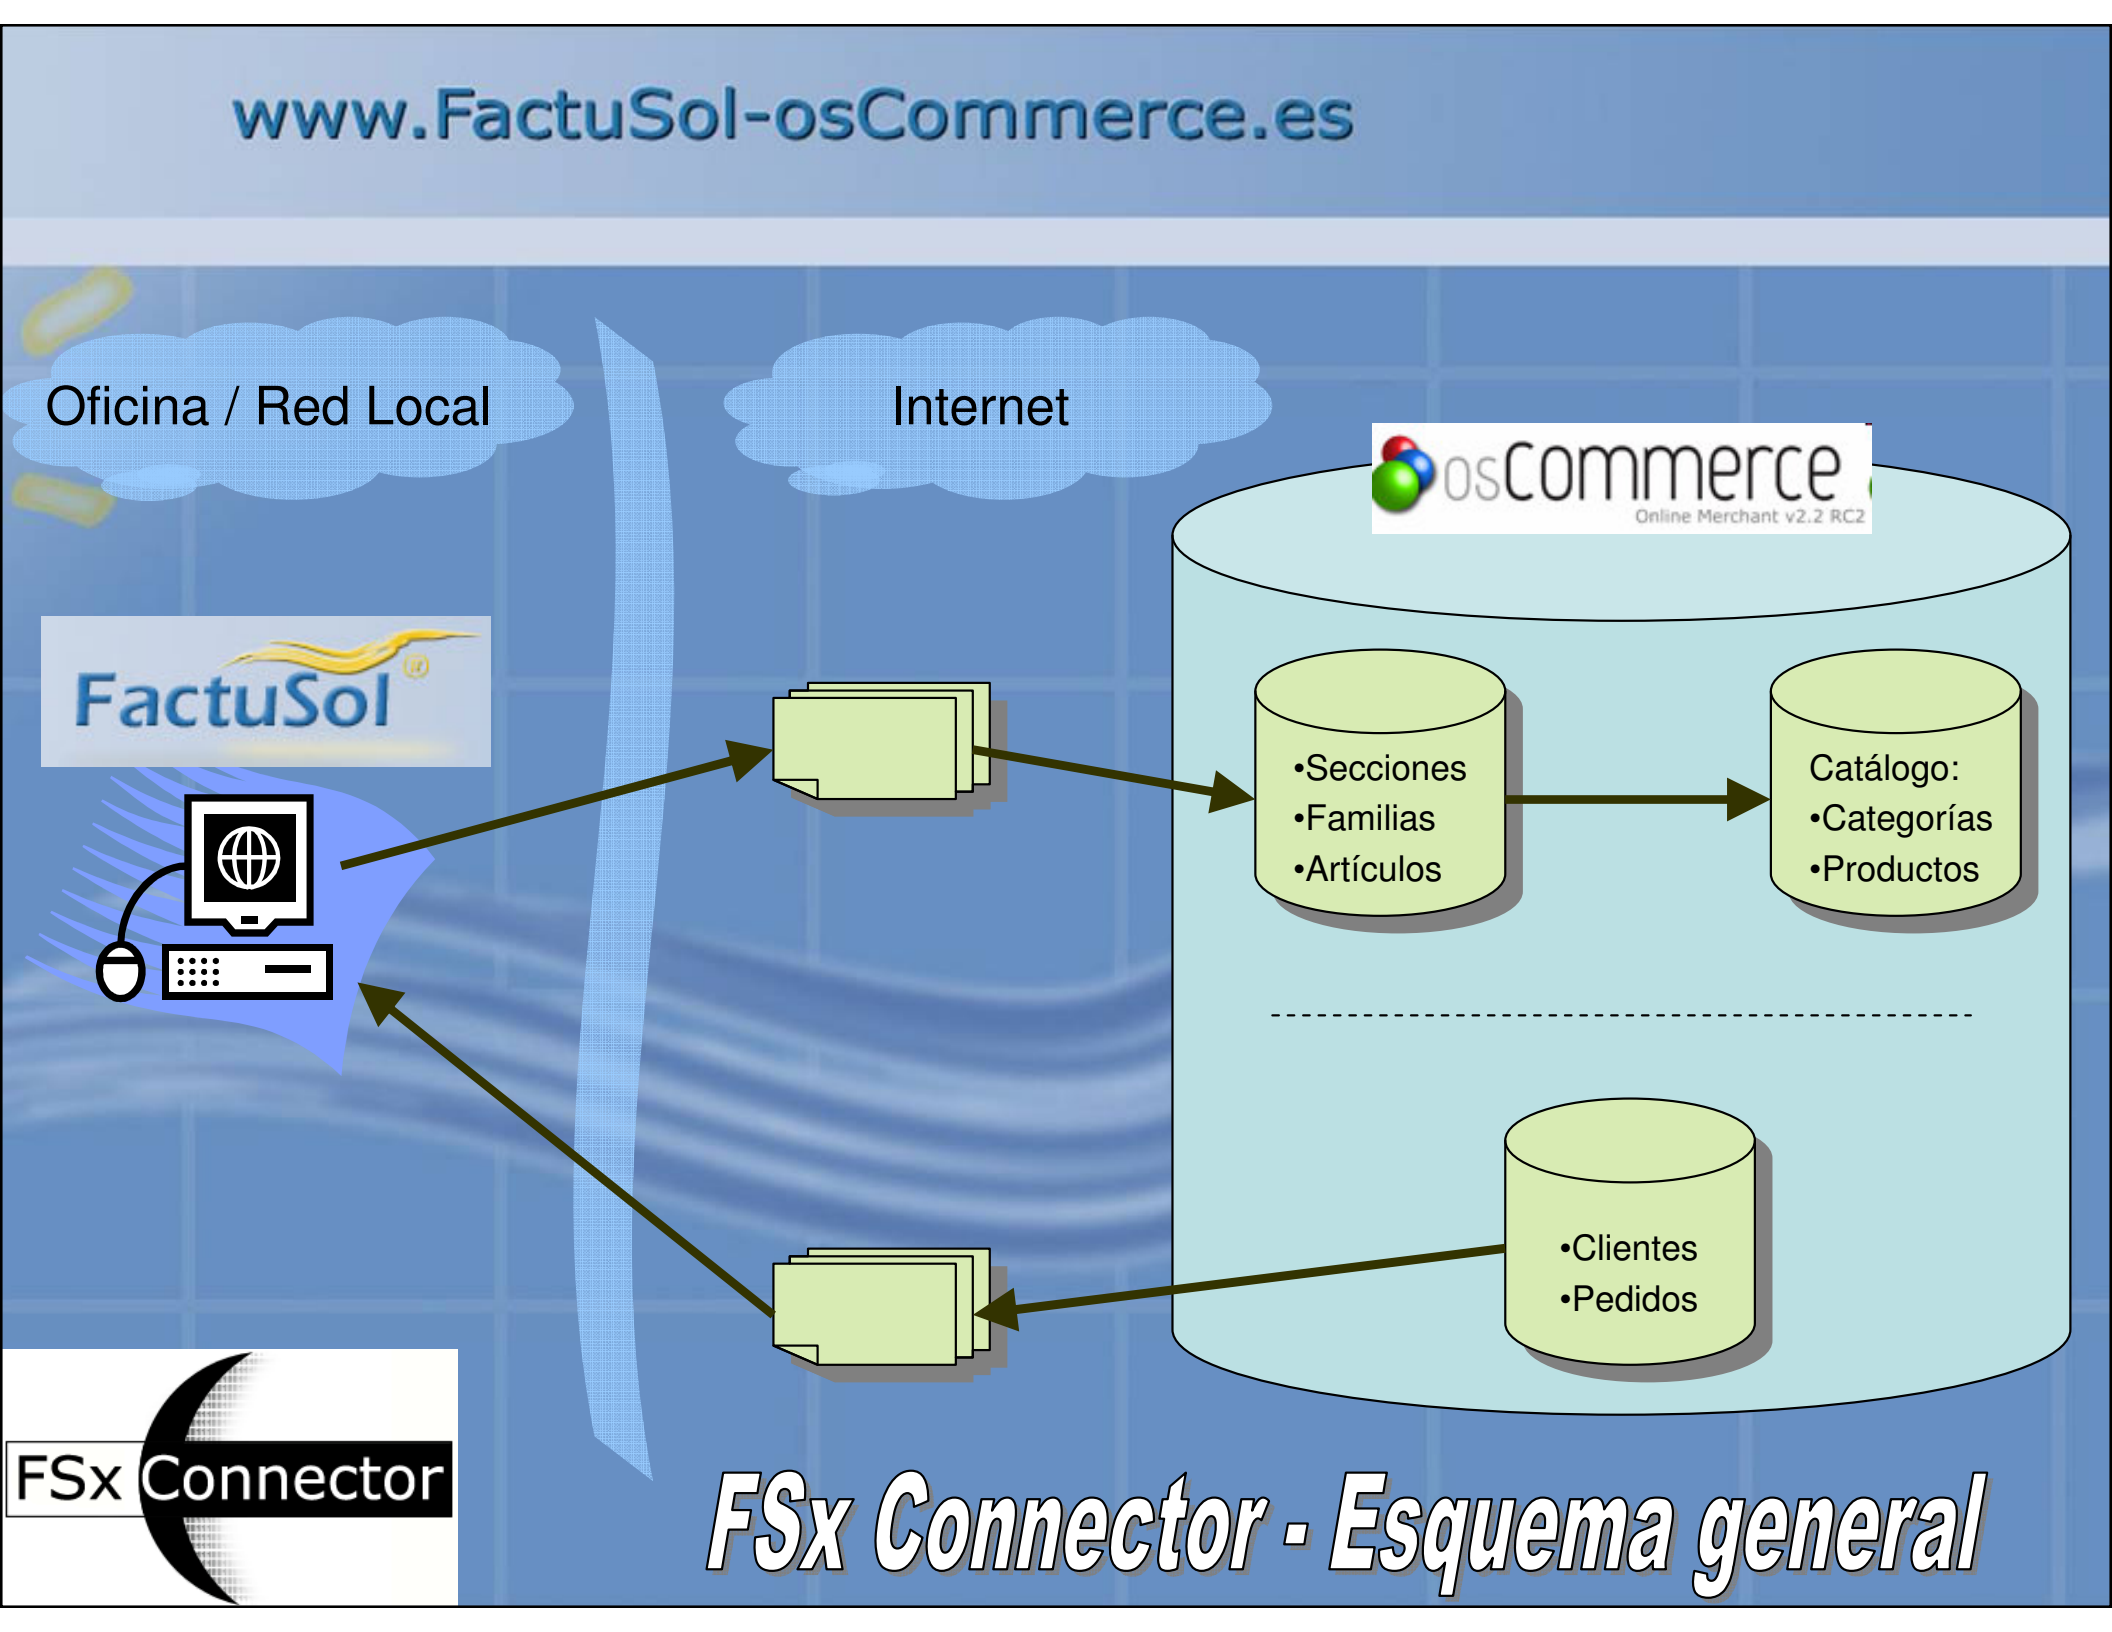 www.FactuSol-osCommerce.es
Oficina / Red Local
Internet
osCommerce
Online Merchant v2.2 RC2
FactuSol®
•Secciones
•Familias
•Artículos
Catálogo:
•Categorías
•Productos
•Clientes
•Pedidos
FSx Connector
FSx Connector - Esquema general